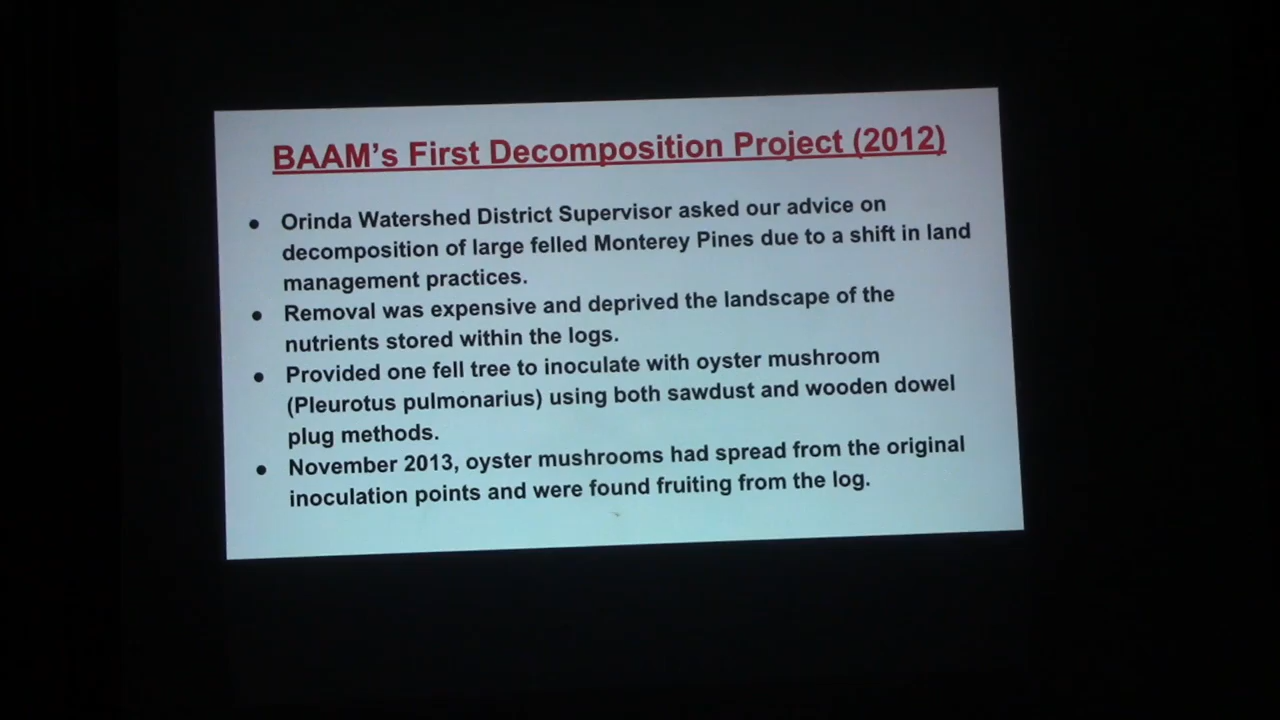 BAAM's First Decomposition Project (2012)
● Orinda Watershed District Supervisor asked our advice on
decomposition of large felled Monterey Pines due to a shift in land
management practices.
● Removal was expensive and deprived the landscape of the
nutrients stored within the logs.
● Provided one fell tree to inoculate with oyster mushroom
(Pleurotus pulmonarius) using both sawdust and wooden dowel
plug methods.
● November 2013, oyster mushrooms had spread from the original
inoculation points and were found fruiting from the log.